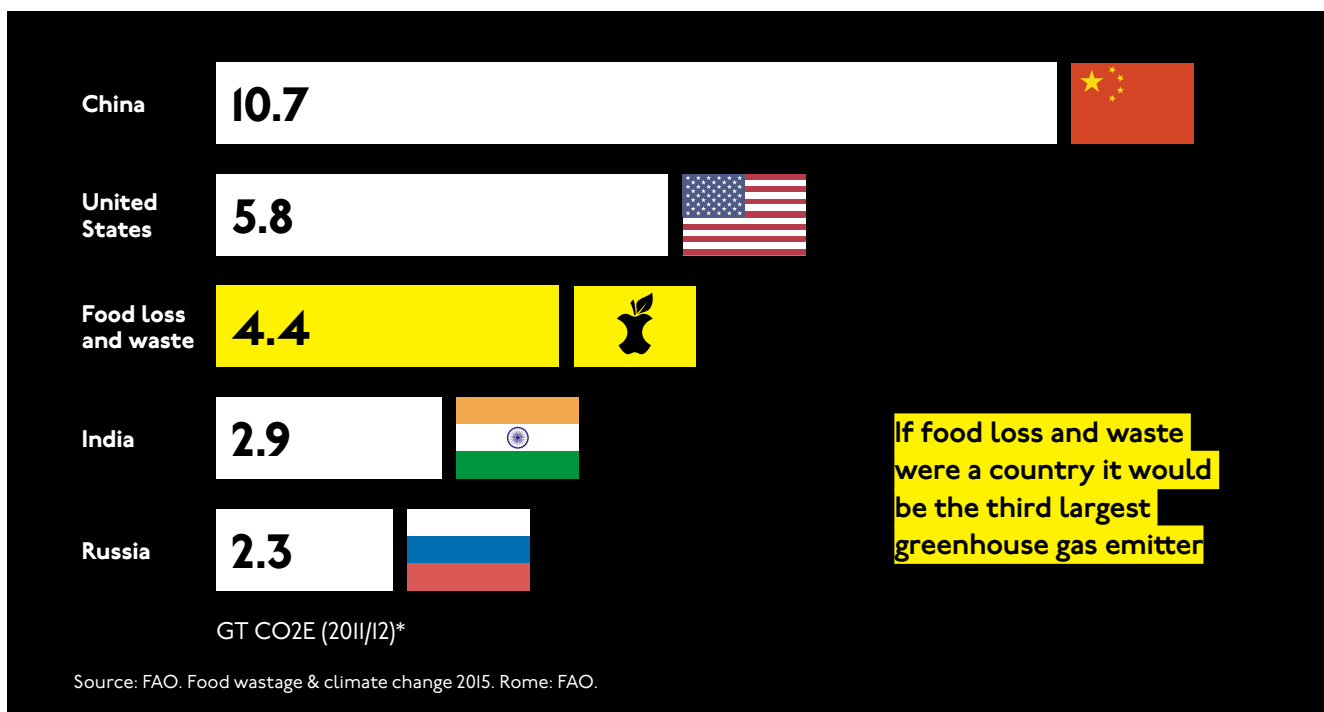 China
10.7
United
States
5.8
Food loss
and waste
4.4
India
2.9
If food loss and waste
were a country it would
be the third largest
greenhouse gas emitter
Russia
2.3
GT CO2E (2011/12)*
Source: FAO. Food wastage & climate change 2015. Rome: FAO.